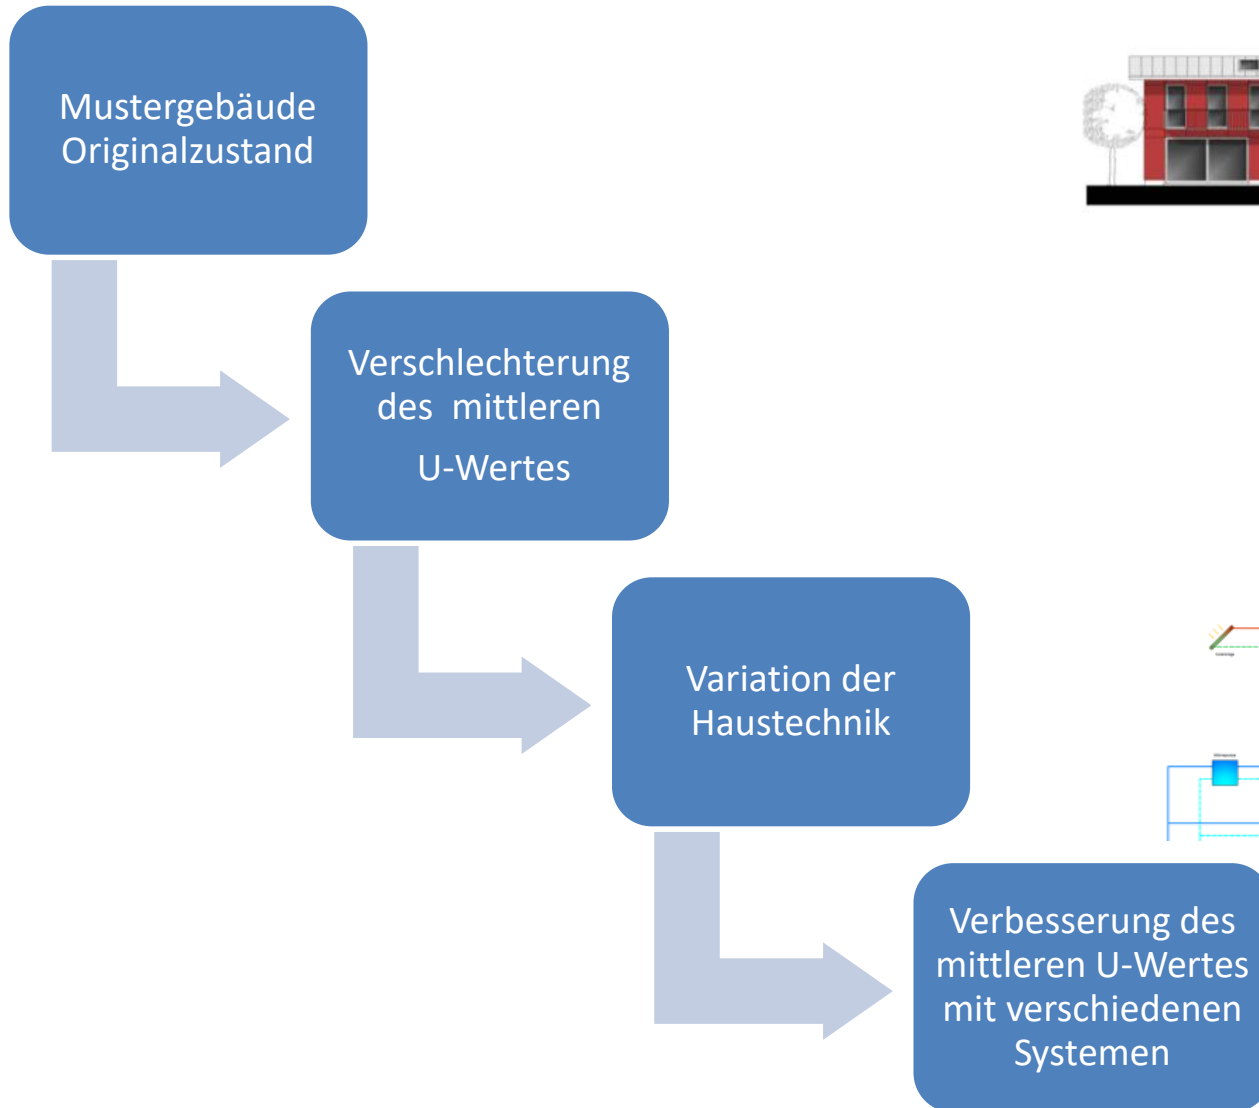 Mustergebäude
Originalzustand
Verschlechterung
des mittleren
U-Wertes
Variation der
Haustechnik
Verbesserung des
mittleren U-Wertes
mit verschiedenen
Systemen